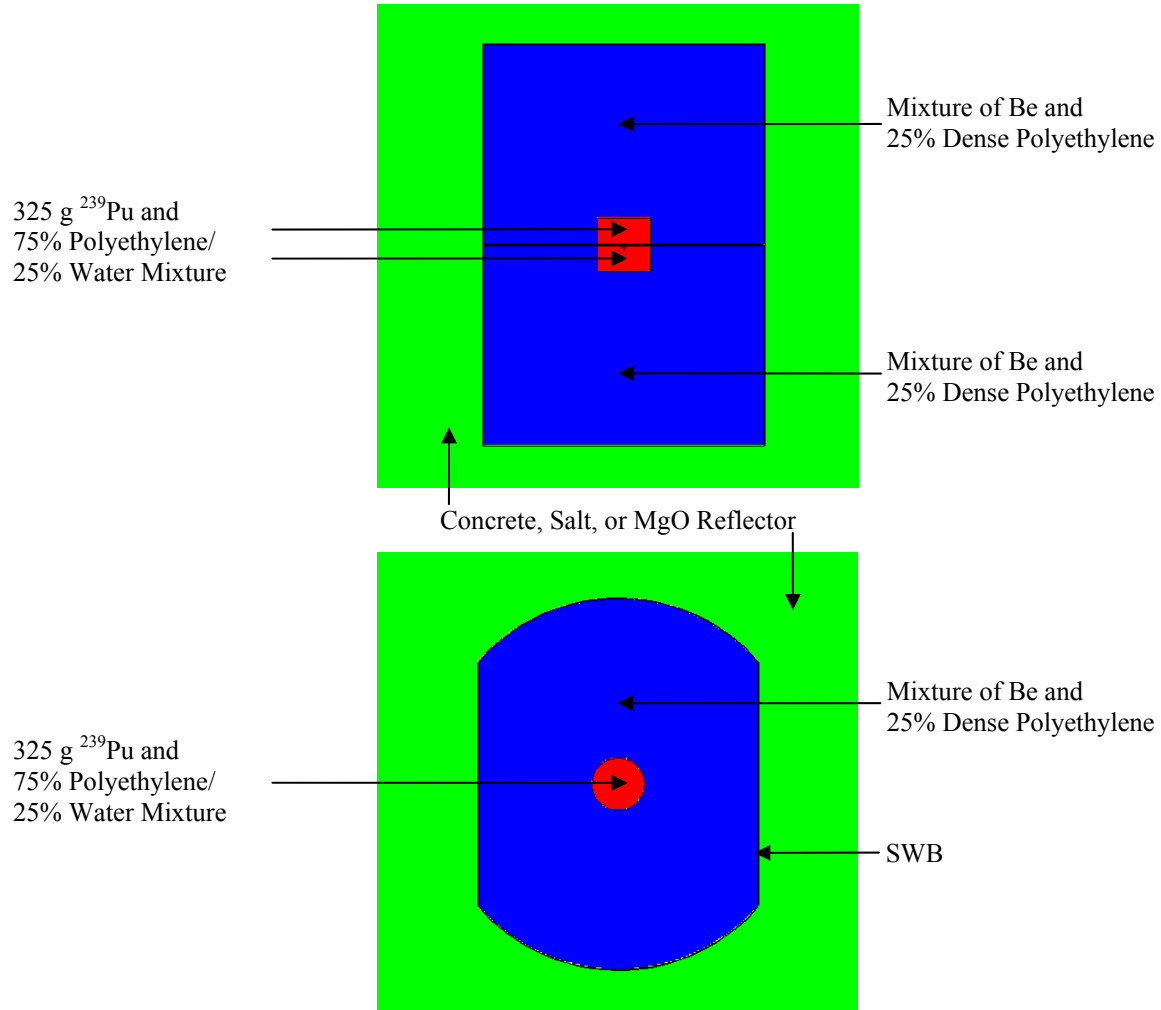 Mixture of Be and
25% Dense Polyethylene
325 g ²³⁹Pu and
75% Polyethylene/
25% Water Mixture
Mixture of Be and
25% Dense Polyethylene
Concrete, Salt, or MgO Reflector
Mixture of Be and
25% Dense Polyethylene
325 g ²³⁹Pu and
75% Polyethylene/
25% Water Mixture
SWB